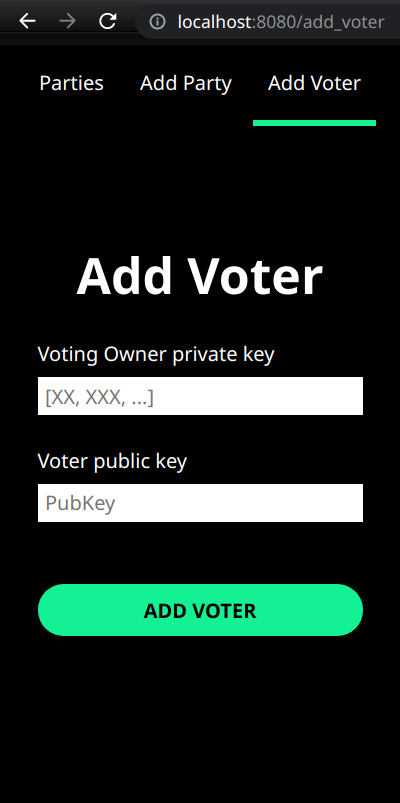 localhost:8080/add_voter
Parties Add Party Add Voter
Add Voter
Voting Owner private key
[XX, XXX, ...]
Voter public key
PubKey
ADD VOTER